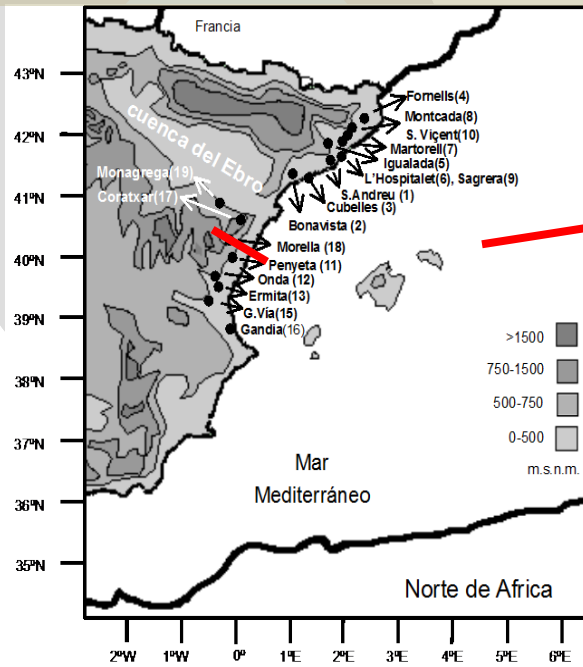 Francia
43ºN
42ºN
41ºN
40ºN
39ºN
38ºN
37ºN
36ºN
35ºN
cuenca del Ebro
Fornells(4)
Montcada(8)
S. Viçent(10)
Martorell(7)
Igualada(5)
L'Hospitalet(6), Sagrera(9)
S.Andreu (1)
Cubelles (3)
Bonavista (2)
Monagrega(19)
Coratxar(17)
Morella (18)
Penyeta (11)
Onda (12)
Ermita(13)
G.Vía(15)
Gandia(16)
>1500
750-1500
500-750
0-500
m.s.n.m.
Mar
Mediterráneo
Norte de Africa
2ºW 1ºW 0º 1ºE 2ºE 3ºE 4ºE 5ºE 6ºE